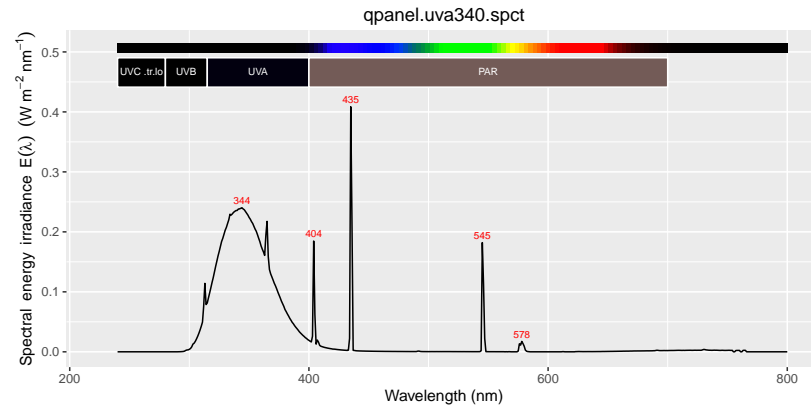 qpanel.uva340.spct
Spectral energy irradiance E(λ) (W m⁻² nm⁻¹)
0.5
0.4
0.3
0.2
0.1
0.0
UVC .tr.lo UVB UVA PAR
435
344
404
545
578
200 400 600 800
Wavelength (nm)